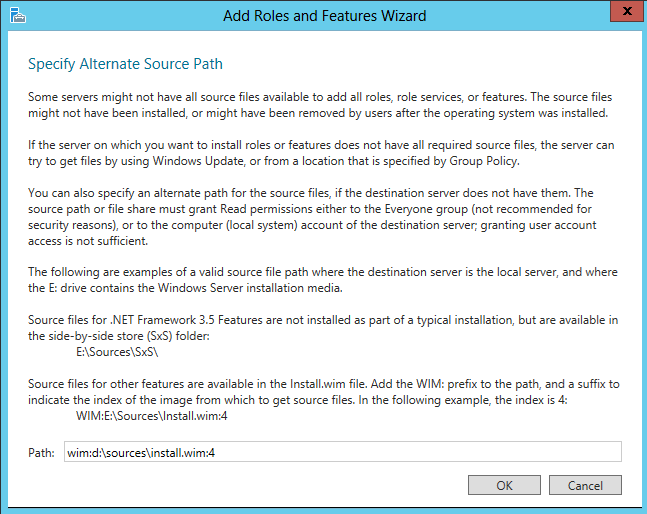 Add Roles and Features Wizard
x
Specify Alternate Source Path
Some servers might not have all source files available to add all roles, role services, or features. The source files
might not have been installed, or might have been removed by users after the operating system was installed.
If the server on which you want to install roles or features does not have all required source files, the server can
try to get files by using Windows Update, or from a location that is specified by Group Policy.
You can also specify an alternate path for the source files, if the destination server does not have them. The
source path or file share must grant Read permissions either to the Everyone group (not recommended for
security reasons), or to the computer (local system) account of the destination server; granting user account
access is not sufficient.
The following are examples of a valid source file path where the destination server is the local server, and where
the E: drive contains the Windows Server installation media.
Source files for .NET Framework 3.5 Features are not installed as part of a typical installation, but are available in
the side-by-side store (SxS) folder:
E:\Sources\SxS\
Source files for other features are available in the Install.wim file. Add the WIM: prefix to the path, and a suffix to
indicate the index of the image from which to get source files. In the following example, the index is 4:
WIM:E:\Sources\Install.wim:4
Path: wim:d:\sources\install.wim:4
OK Cancel